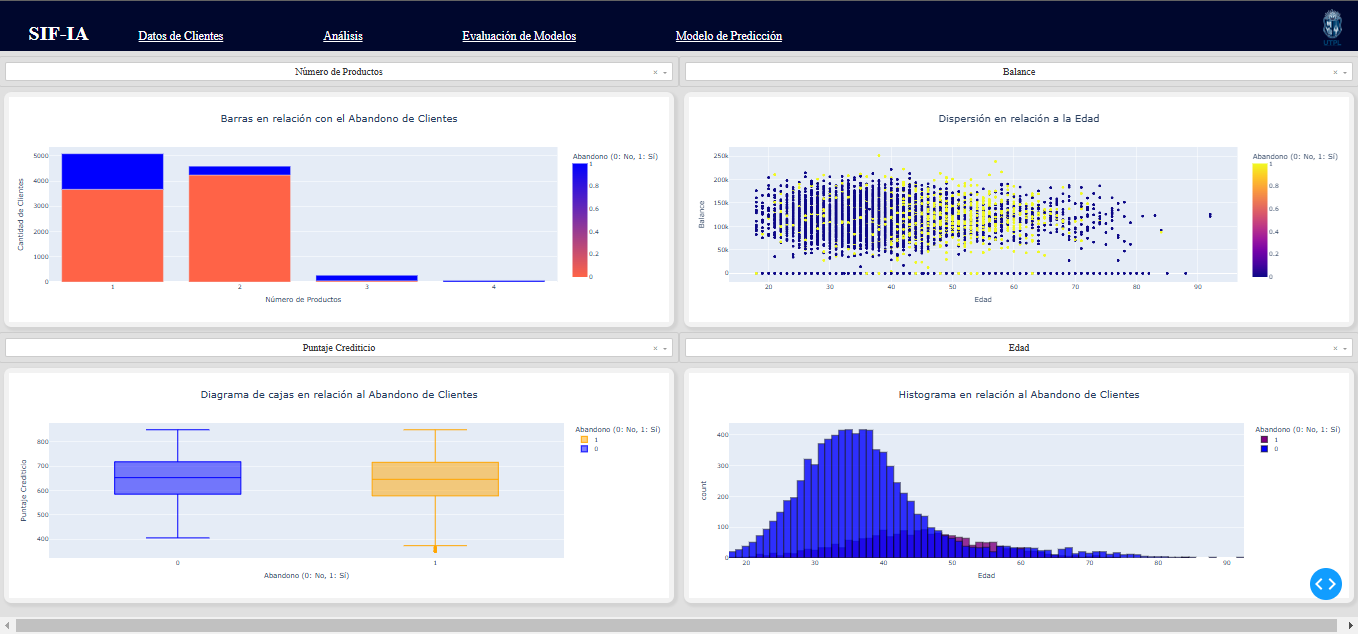 SIF-IA
Datos de Clientes
Análisis
Evaluación de Modelos
Modelo de Predicción
UTPL
Número de Productos
× 
Balance
×
Barras en relación con el Abandono de Clientes
Cantidad de Clientes
5000
4000
3000
2000
1000
0
1
2
3
4
Número de Productos
Abandono (0: No, 1: Sí)
1
0.8
0.6
0.4
0.2
0
Dispersión en relación a la Edad
Balance
250k
200k
150k
100k
50k
0
20
30
40
50
60
70
80
90
Edad
Abandono (0: No, 1: Sí)
1
0.8
0.6
0.4
0.2
0
Puntaje Crediticio
×
Edad
×
Diagrama de cajas en relación al Abandono de Clientes
Puntaje Crediticio
800
700
600
500
400
0
1
Abandono (0: No, 1: Sí)
Abandono (0: No, 1: Sí)
1
0
Histograma en relación al Abandono de Clientes
count
400
300
200
100
0
20
30
40
50
60
70
80
90
Edad
Abandono (0: No, 1: Sí)
1
0